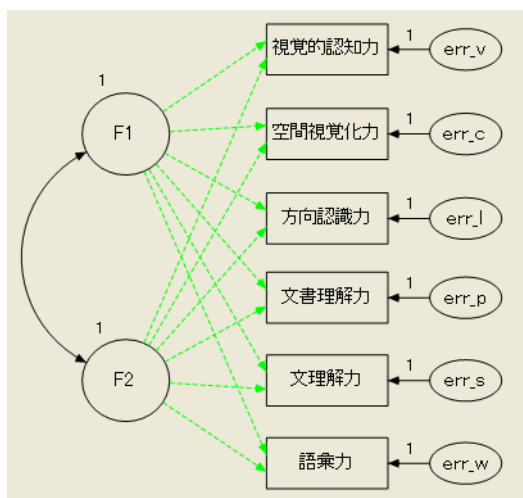 1
視覚的認知力
1
err_v
1
F1
空間視覚化力
1
err_c
方向認識力
1
err_l
文書理解力
1
err_p
1
F2
文理解力
1
err_s
語彙力
1
err_w